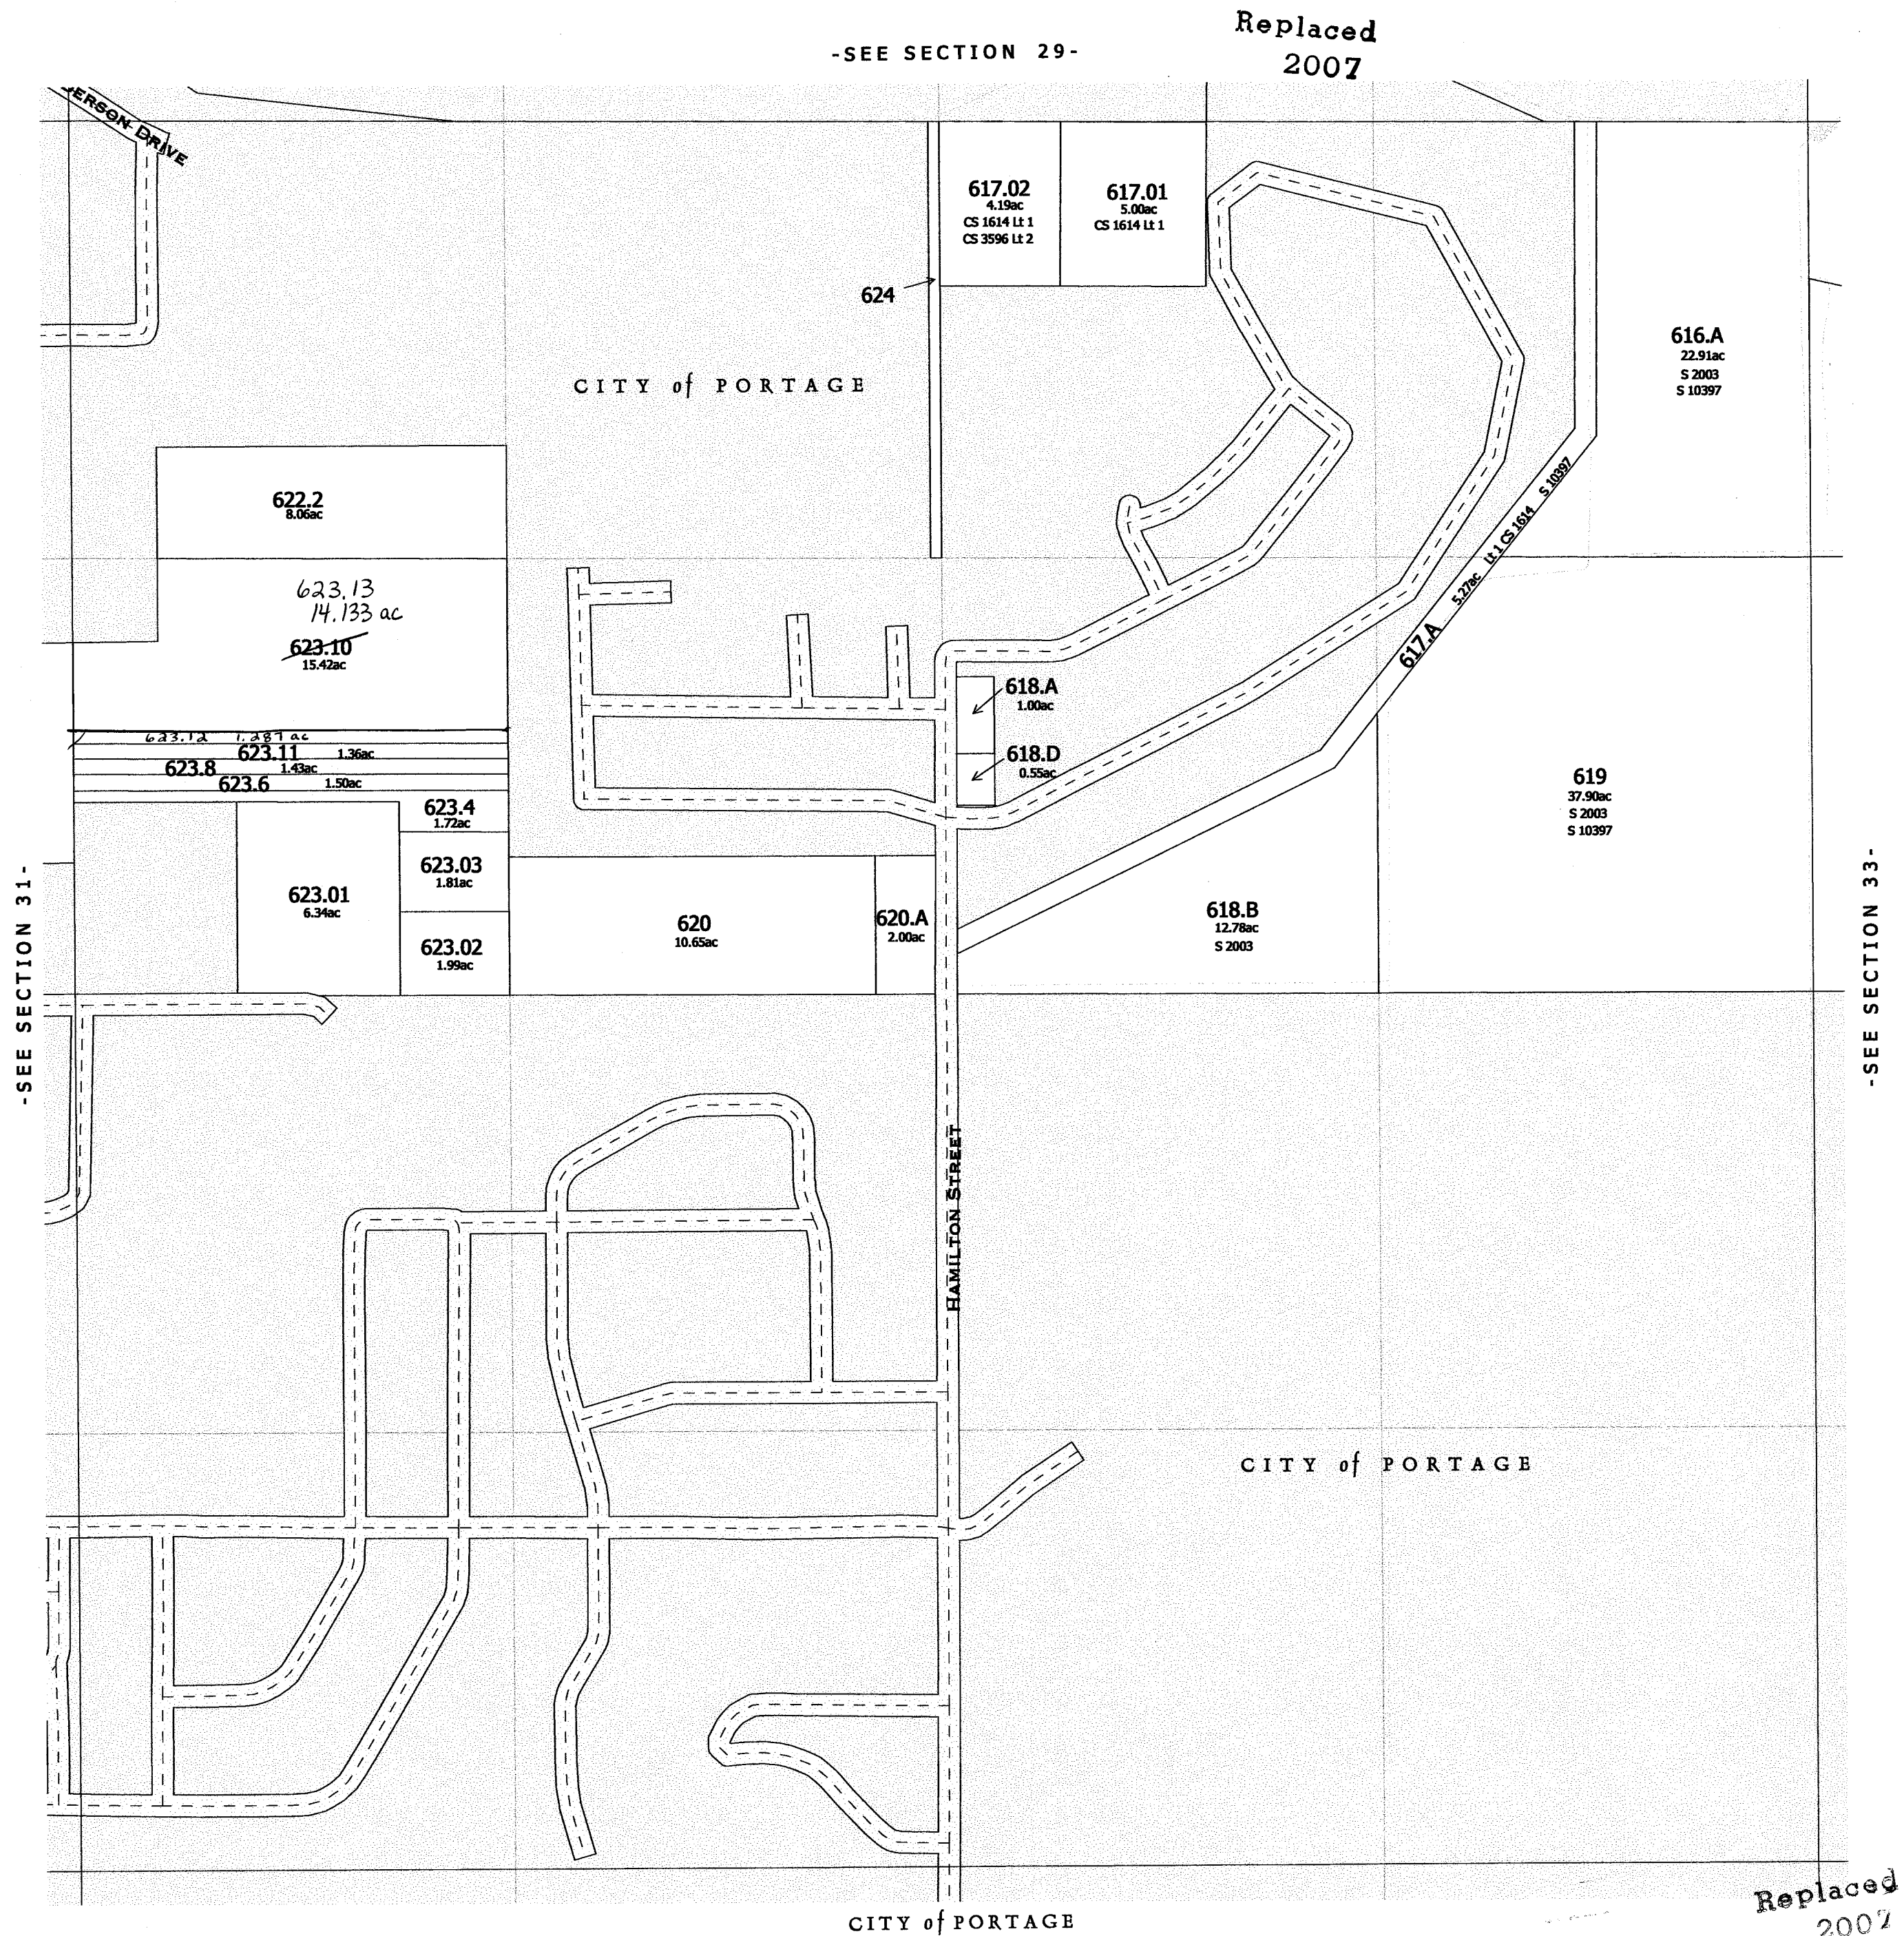 Replaced
2007
-SEE SECTION 29-
ERSON DRIVE
617.02
4.19ac
CS 1614 Lt 1
CS 3596 Lt 2
617.01
5.00ac
CS 1614 Lt 1
624
616.A
22.91ac
S 2003
S 10397
CITY of PORTAGE
622.2
8.06ac
617.A 5.27ac Lt 1 CS 1614 S 10397
623.13
14.133 ac
623.10
15.42ac
618.A
1.00ac
623.12 1.287 ac
623.11 1.36ac
623.8 1.43ac
623.6 1.50ac
618.D
0.55ac
619
37.90ac
S 2003
S 10397
623.4
1.72ac
623.03
1.81ac
623.01
6.34ac
623.02
1.99ac
620
10.65ac
620.A
2.00ac
618.B
12.78ac
S 2003
-SEE SECTION 31-
-SEE SECTION 33-
HAMILTON STREET
CITY of PORTAGE
CITY of PORTAGE
Replaced
2007